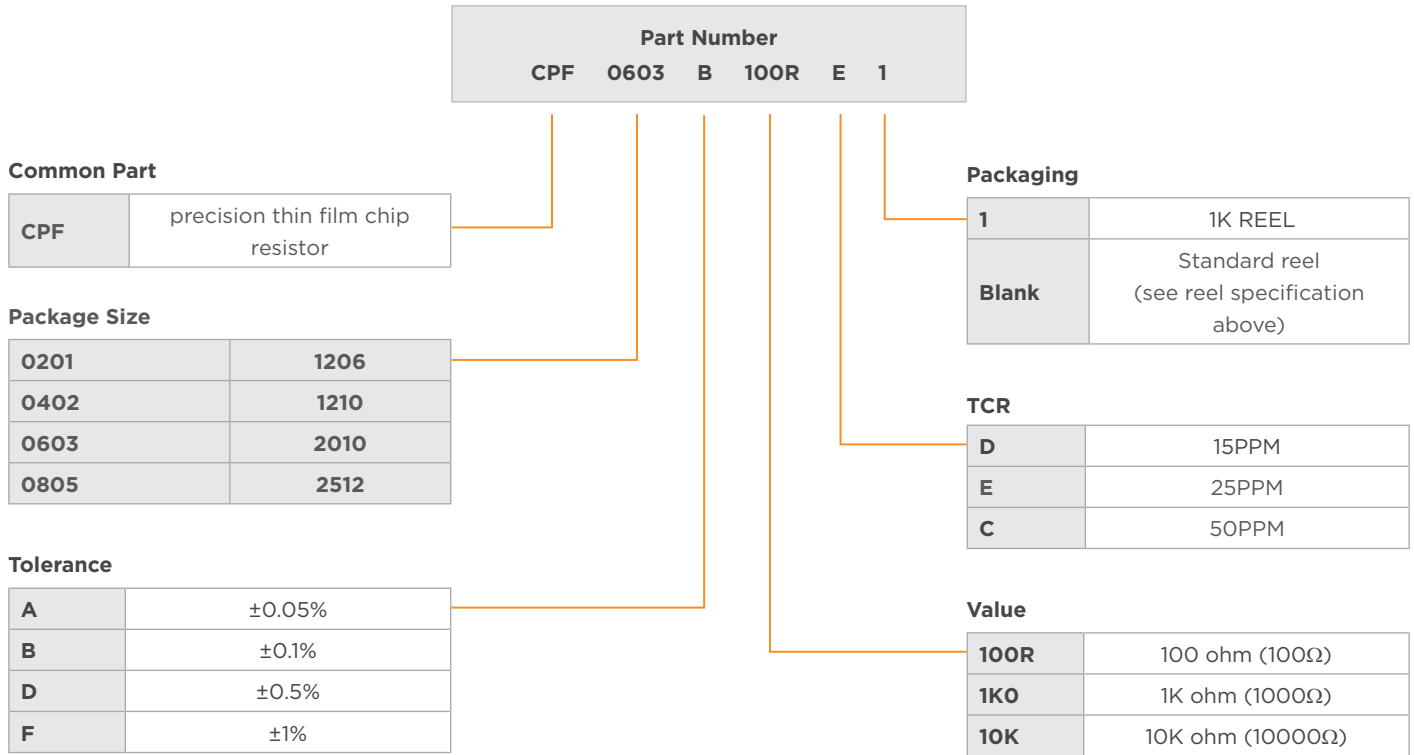 Part Number
CPF 0603 B 100R E 1
Common Part
CPF precision thin film chip
resistor
Package Size
0201 1206
0402 1210
0603 2010
0805 2512
Tolerance
A ±0.05%
B ±0.1%
D ±0.5%
F ±1%
Packaging
1 1K REEL
Blank Standard reel
(see reel specification
above)
TCR
D 15PPM
E 25PPM
C 50PPM
Value
100R 100 ohm (100Ω)
1K0 1K ohm (1000Ω)
10K 10K ohm (10000Ω)